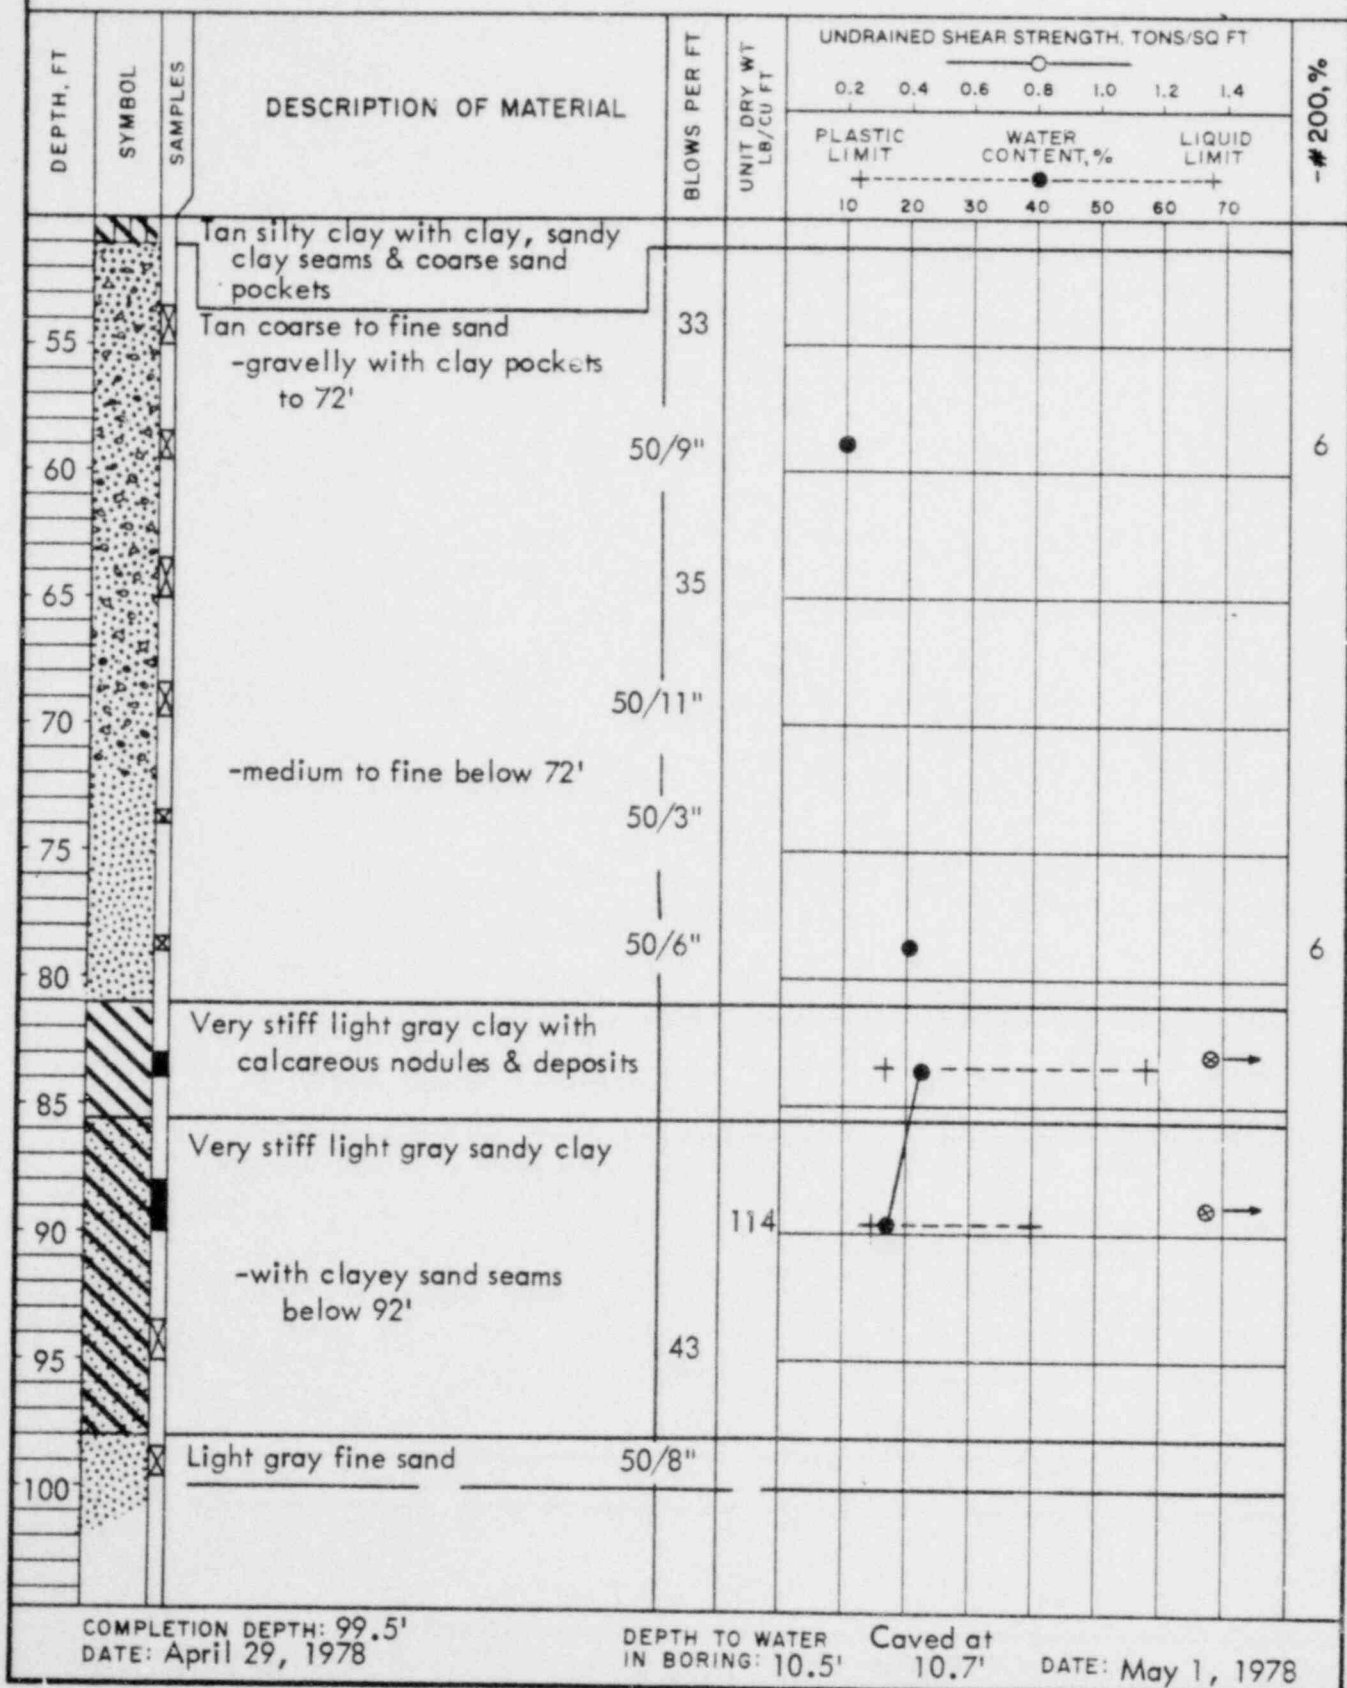 DEPTH, FT
SYMBOL
SAMPLES
DESCRIPTION OF MATERIAL
BLOWS PER FT
UNIT DRY WT
LB/CU FT
UNDRAINED SHEAR STRENGTH, TONS/SQ FT
0.2 0.4 0.6 0.8 1.0 1.2 1.4
PLASTIC
LIMIT
WATER
CONTENT, %
LIQUID
LIMIT
10 20 30 40 50 60 70
-#200,%
Tan silty clay with clay, sandy
clay seams & coarse sand
pockets
Tan coarse to fine sand
33
55
-gravelly with clay pockets
to 72'
50/9"
6
60
35
65
50/11"
70
-medium to fine below 72'
50/3"
75
50/6"
6
80
Very stiff light gray clay with
calcareous nodules & deposits
85
Very stiff light gray sandy clay
114
90
-with clayey sand seams
below 92'
43
95
Light gray fine sand
50/8"
100
COMPLETION DEPTH: 99.5'
DATE: April 29, 1978
DEPTH TO WATER
IN BORING: 10.5'
Caved at
10.7'
DATE: May 1, 1978